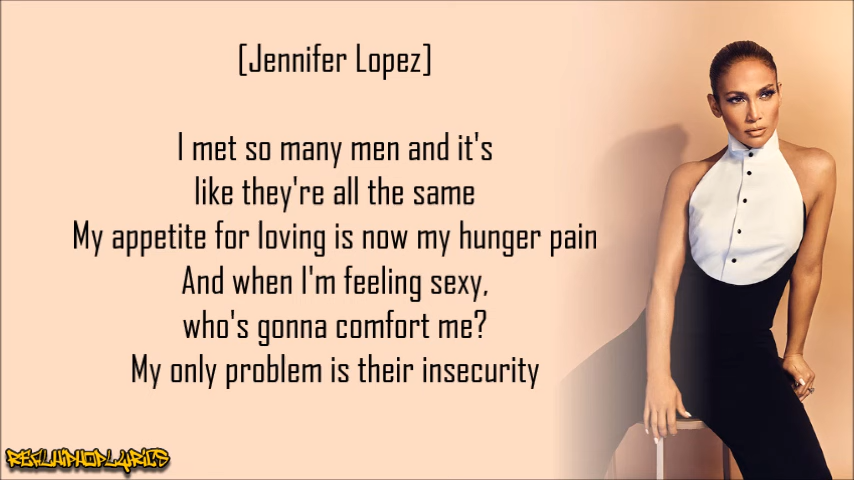 [Jennifer Lopez]
I met so many men and it's
like they're all the same
My appetite for loving is now my hunger pain
And when I'm feeling sexy,
who's gonna comfort me?
My only problem is their insecurity
REALHIPHOPLYRICS